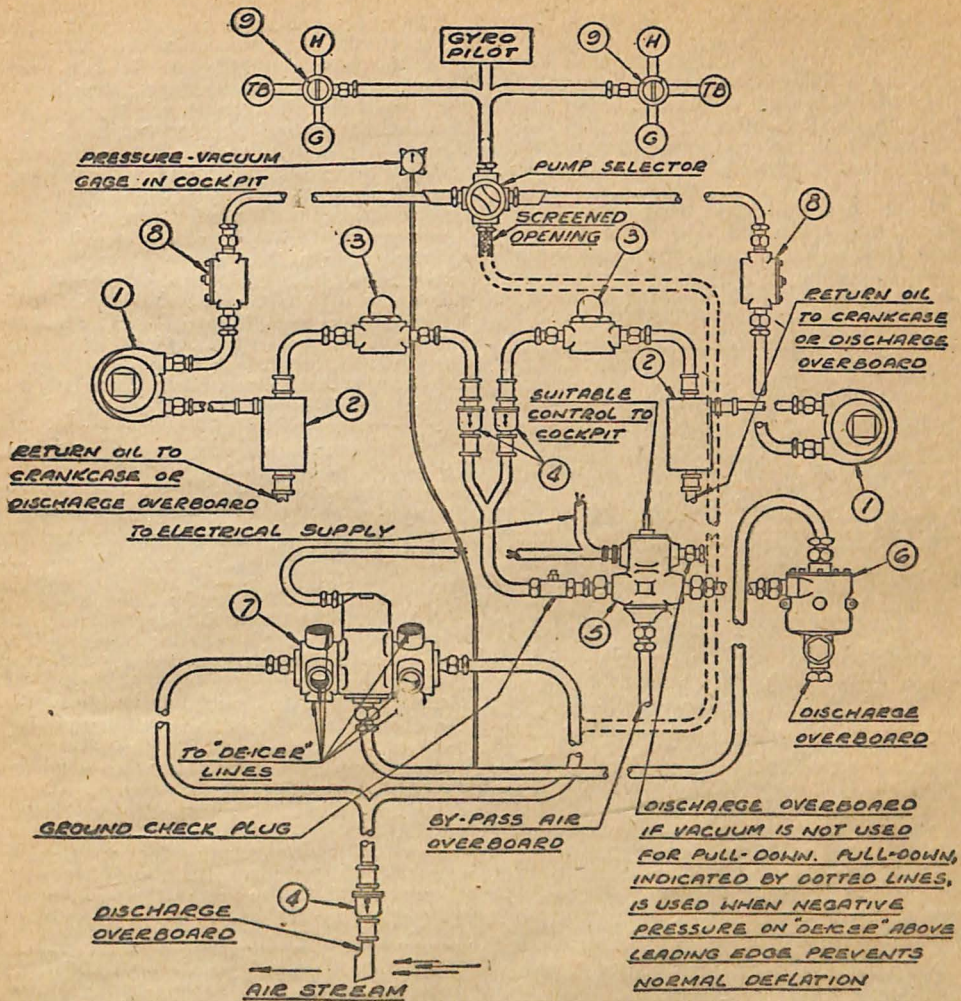 9
H
TB
G
GYRO
PILOT
9
H
TB
G
PRESSURE-VACUUM
GAGE IN COCKPIT
PUMP SELECTOR
SCREENED
OPENING
8
3
3
8
1
RETURN OIL
TO CRANKCASE
OR DISCHARGE
OVERBOARD
2
SUITABLE
CONTROL TO
COCKPIT
2
4
RETURN OIL TO
CRANKCASE OR
DISCHARGE OVERBOARD
1
TO ELECTRICAL SUPPLY
6
7
5
DISCHARGE
OVERBOARD
TO "DE-ICER"
LINES
GROUND CHECK PLUG
BY-PASS AIR
OVERBOARD
DISCHARGE OVERBOARD
IF VACUUM IS NOT USED
FOR PULL-DOWN. PULL-DOWN,
INDICATED BY DOTTED LINES,
IS USED WHEN NEGATIVE
PRESSURE ON "DE-ICER" ABOVE
LEADING EDGE PREVENTS
NORMAL DEFLATION
4
DISCHARGE
OVERBOARD
AIR STREAM